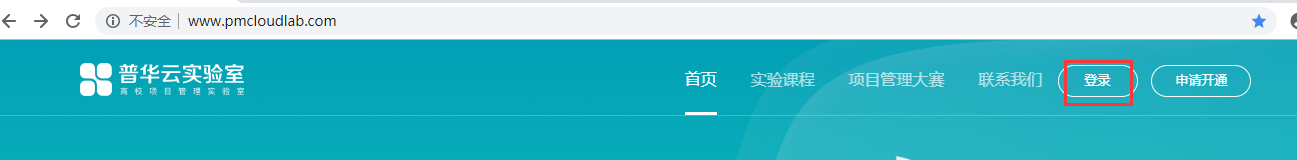 不安全 www.pmcloudlab.com
普华云实验室
高校项目管理实验室
首页 实验课程 项目管理大赛 联系我们 登录 申请开通